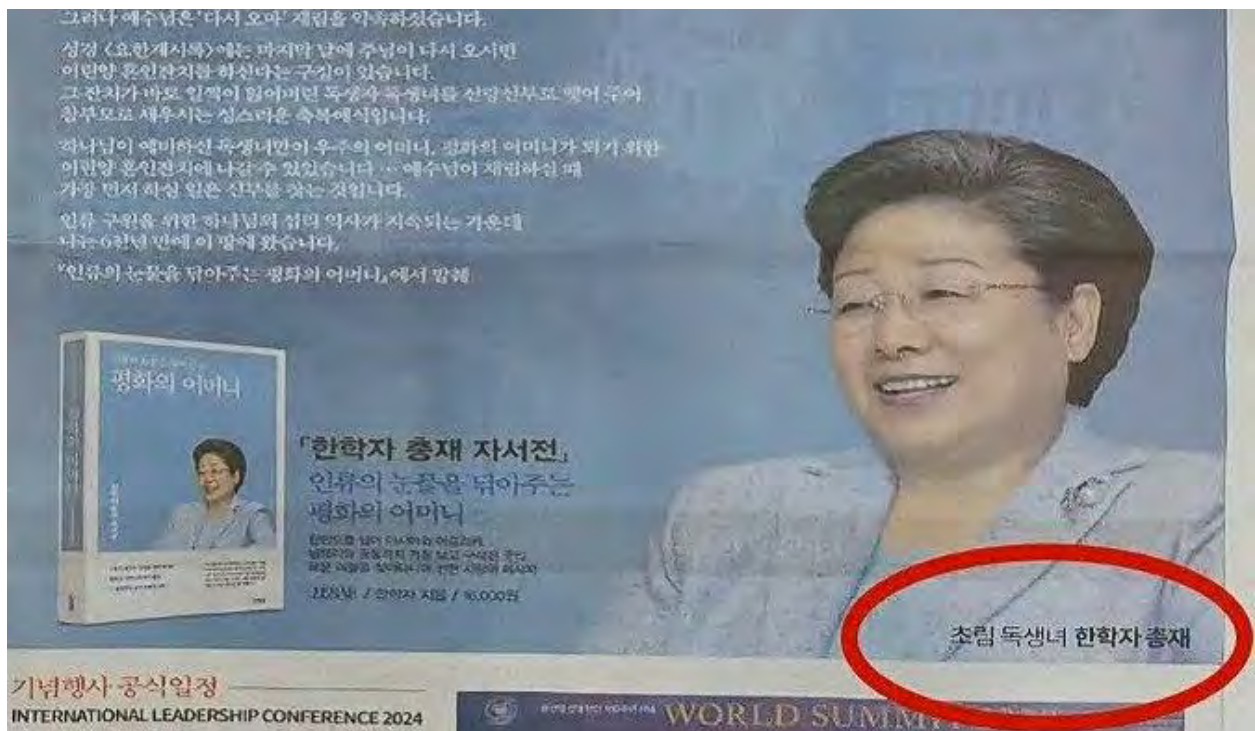 그러나 예수님은 '다시 오마' 재림을 약속하셨습니다.
성경 〈요한계시록〉에는 마지막 날에 주님이 다시 오시면
어린양 혼인잔치를 하신다는 구절이 있습니다.
그 잔치가 바로 일찍이 잃어버린 독생자 독생녀를 신랑신부로 맺어 주어
참부모로 세우시는 성스러운 축복예식입니다.
하나님이 예비하신 독생녀만이 우주의 어머니, 평화의 어머니가 되기 위한
어린양 혼인잔치에 나갈 수 있었습니다 … 예수님이 재림하실 때
가장 먼저 하실 일은 신부를 찾는 것입니다.
인류 구원을 위한 하나님의 섭리 역사가 지속되는 가운데
나는 6천년 만에 이 땅에 왔습니다.
『인류의 눈물을 닦아주는 평화의 어머니』에서 발췌
평화의 어머니
「한학자 총재 자서전」
인류의 눈물을 닦아주는
평화의 어머니
한학자 지음 / 16,000원
초림 독생녀 한학자 총재
기념행사 공식일정
INTERNATIONAL LEADERSHIP CONFERENCE 2024
WORLD SUMMIT